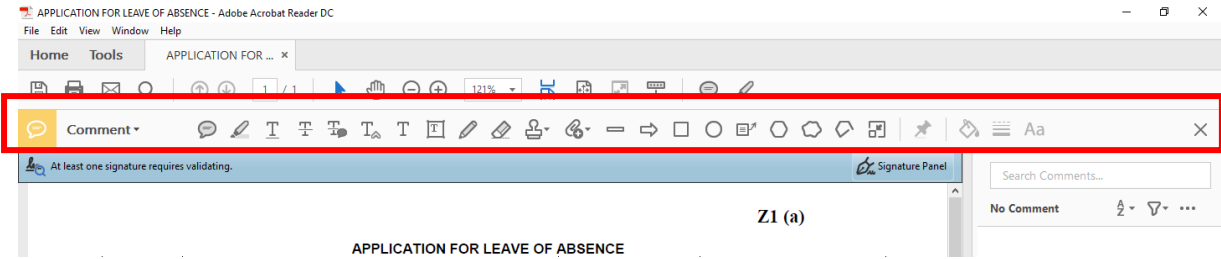 APPLICATION FOR LEAVE OF ABSENCE - Adobe Acrobat Reader DC
File Edit View Window Help
Home Tools APPLICATION FOR ... ×
1 / 1 121%
Comment T T T T T T Aa
At least one signature requires validating. Signature Panel
Search Comments...
No Comment A Z
Z1 (a)
APPLICATION FOR LEAVE OF ABSENCE